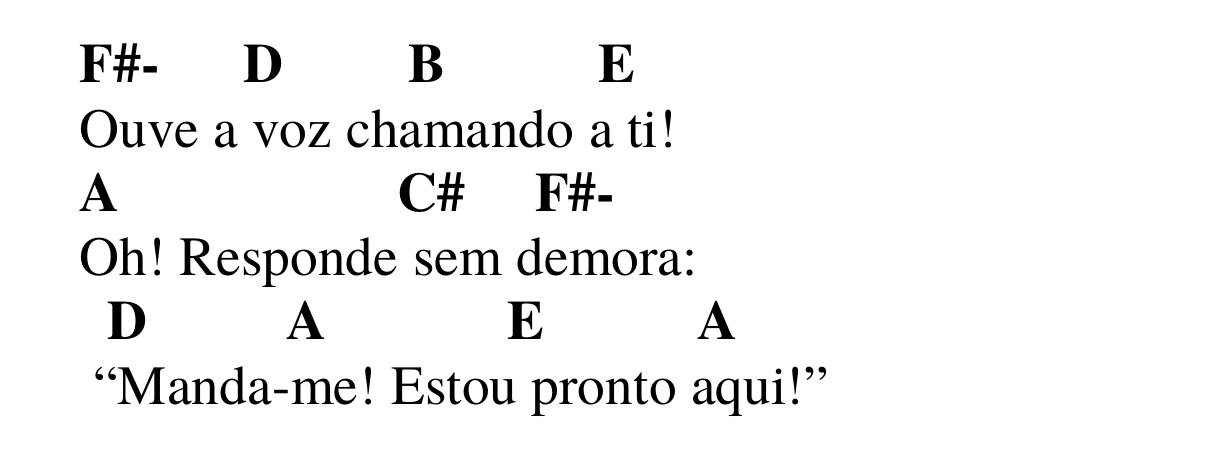 F#- D B E
Ouve a voz chamando a ti!
A C# F#-
Oh! Responde sem demora:
D A E A
“Manda-me! Estou pronto aqui!”